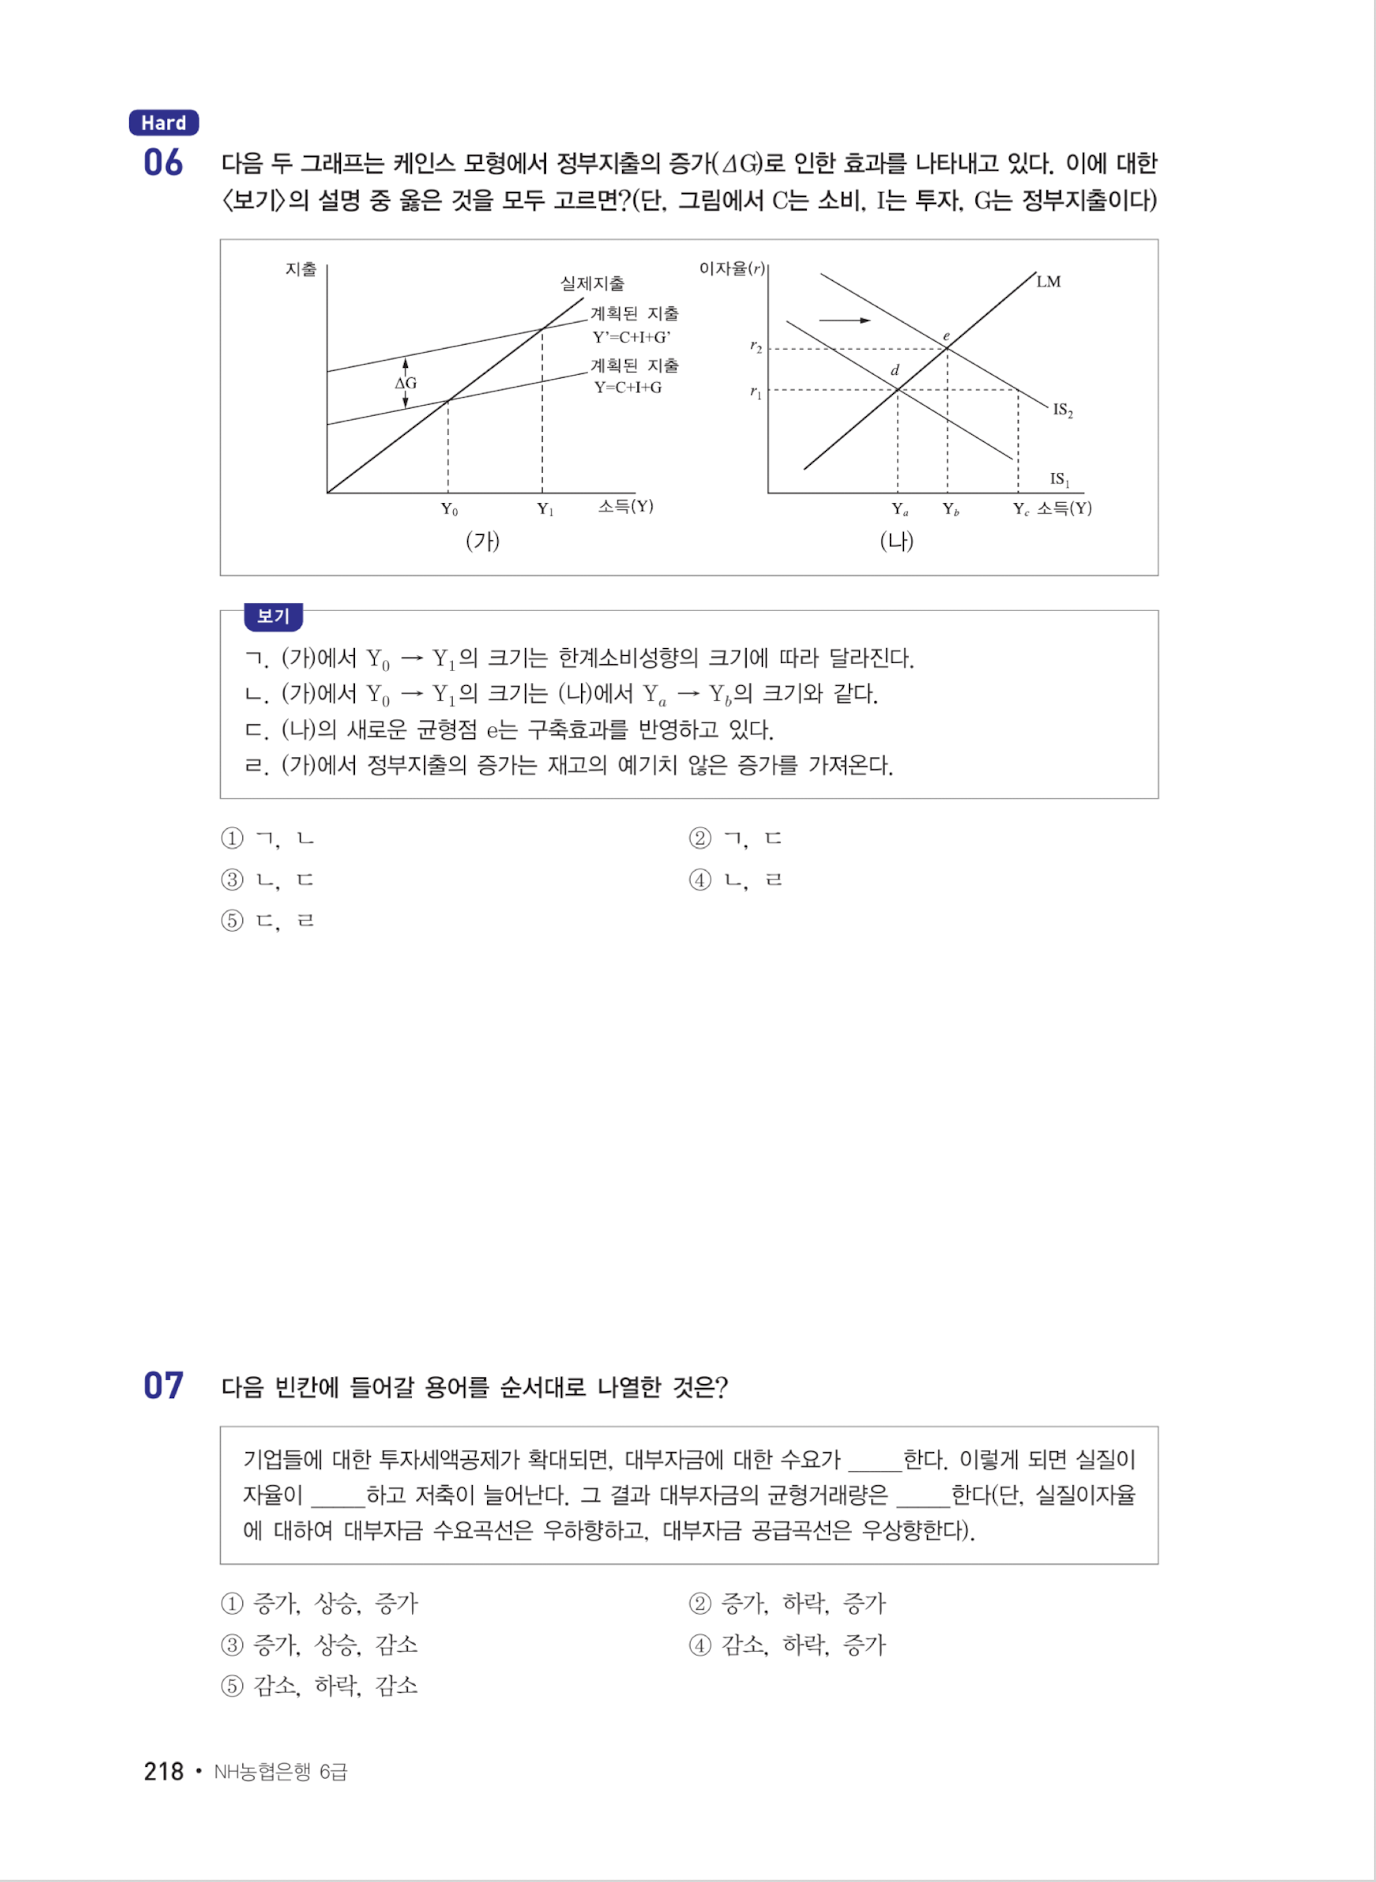 Hard
06
다음 두 그래프는 케인스 모형에서 정부지출의 증가(ΔG)로 인한 효과를 나타내고 있다. 이에 대한
〈보기〉의 설명 중 옳은 것을 모두 고르면?(단, 그림에서 C는 소비, I는 투자, G는 정부지출이다)
지출
실제지출
계획된 지출
Y'=C+I+G'
계획된 지출
Y=C+I+G
ΔG
Y₀ Y₁ 소득(Y)
(가)
이자율(r)
LM
r₂
e
d
r₁
IS₂
IS₁
Yₐ Y_b Y_c 소득(Y)
(나)
보기
ㄱ. (가)에서 Y₀ → Y₁의 크기는 한계소비성향의 크기에 따라 달라진다.
ㄴ. (가)에서 Y₀ → Y₁의 크기는 (나)에서 Yₐ → Y_b의 크기와 같다.
ㄷ. (나)의 새로운 균형점 e는 구축효과를 반영하고 있다.
ㄹ. (가)에서 정부지출의 증가는 재고의 예기치 않은 증가를 가져온다.
① ㄱ, ㄴ ② ㄱ, ㄷ
③ ㄴ, ㄷ ④ ㄴ, ㄹ
⑤ ㄷ, ㄹ
07 다음 빈칸에 들어갈 용어를 순서대로 나열한 것은?
기업들에 대한 투자세액공제가 확대되면, 대부자금에 대한 수요가 _____한다. 이렇게 되면 실질이
자율이 _____하고 저축이 늘어난다. 그 결과 대부자금의 균형거래량은 _____한다(단, 실질이자율
에 대하여 대부자금 수요곡선은 우하향하고, 대부자금 공급곡선은 우상향한다).
① 증가, 상승, 증가 ② 증가, 하락, 증가
③ 증가, 상승, 감소 ④ 감소, 하락, 증가
⑤ 감소, 하락, 감소
218 • NH농협은행 6급